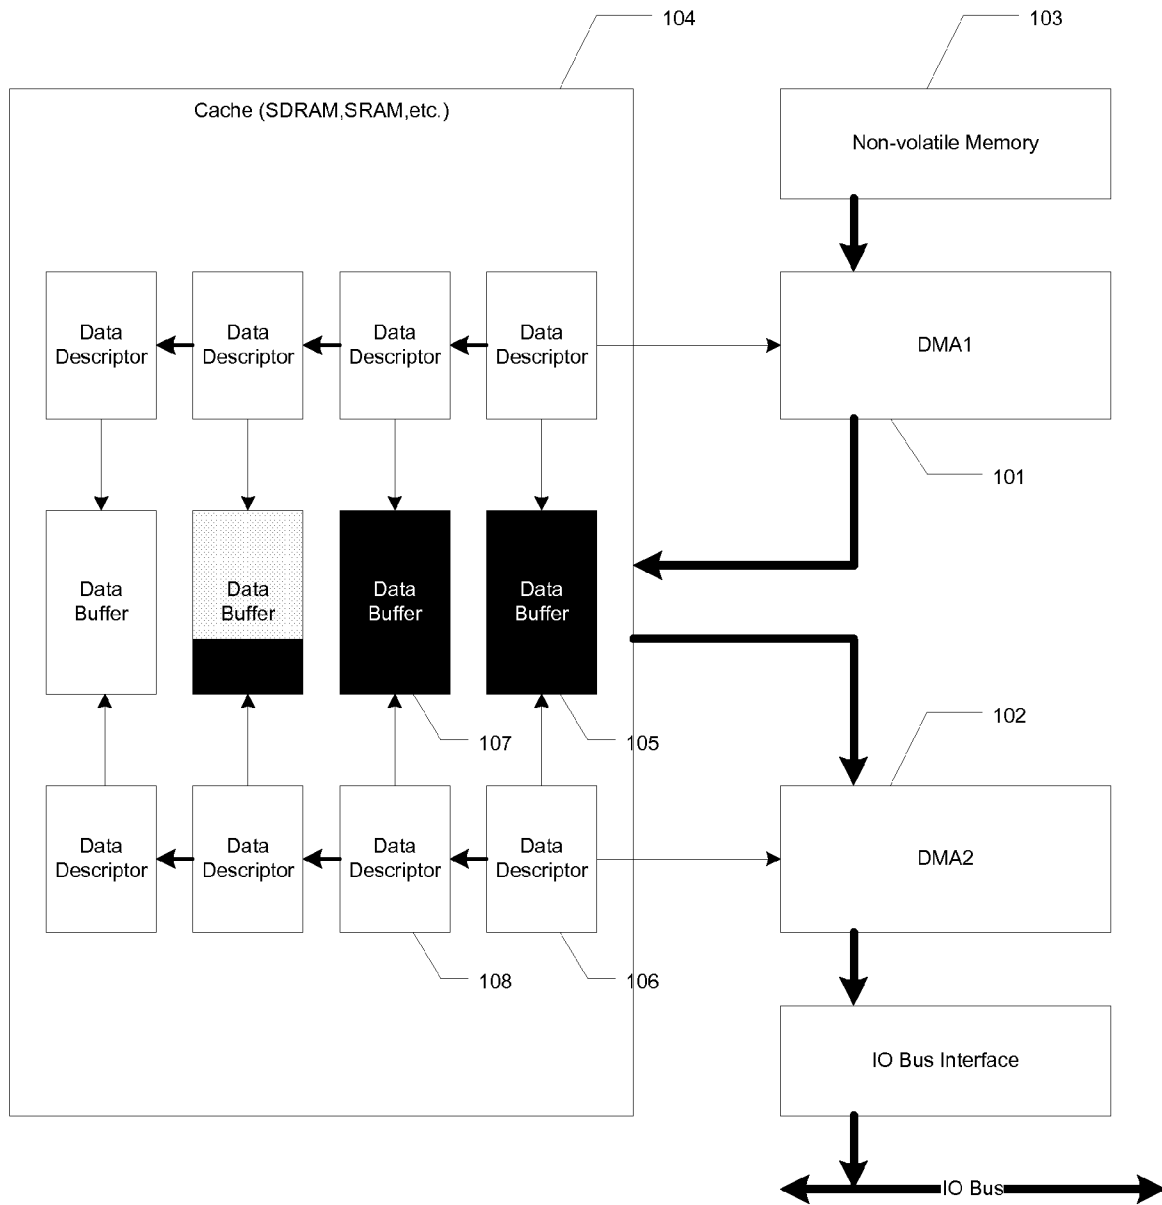 104
103
Cache (SDRAM,SRAM,etc.)
Non-volatile Memory
Data
Descriptor
Data
Descriptor
Data
Descriptor
Data
Descriptor
DMA1
101
Data
Buffer
Data
Buffer
Data
Buffer
Data
Buffer
107
105
102
Data
Descriptor
Data
Descriptor
Data
Descriptor
Data
Descriptor
DMA2
108
106
IO Bus Interface
IO Bus